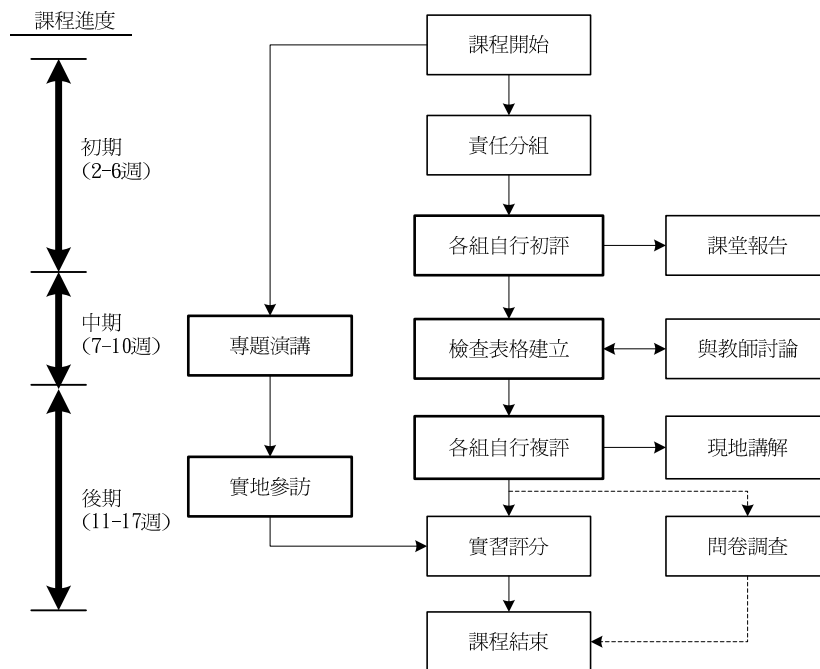 課程進度
課程開始
初期
(2-6週)
責任分組
各組自行初評
課堂報告
中期
(7-10週)
專題演講
檢查表格建立
與教師討論
各組自行複評
現地講解
實地參訪
後期
(11-17週)
實習評分
問卷調查
課程結束